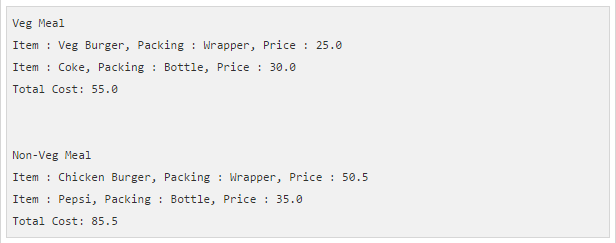 Veg Meal
Item : Veg Burger, Packing : Wrapper, Price : 25.0
Item : Coke, Packing : Bottle, Price : 30.0
Total Cost: 55.0
Non-Veg Meal
Item : Chicken Burger, Packing : Wrapper, Price : 50.5
Item : Pepsi, Packing : Bottle, Price : 35.0
Total Cost: 85.5